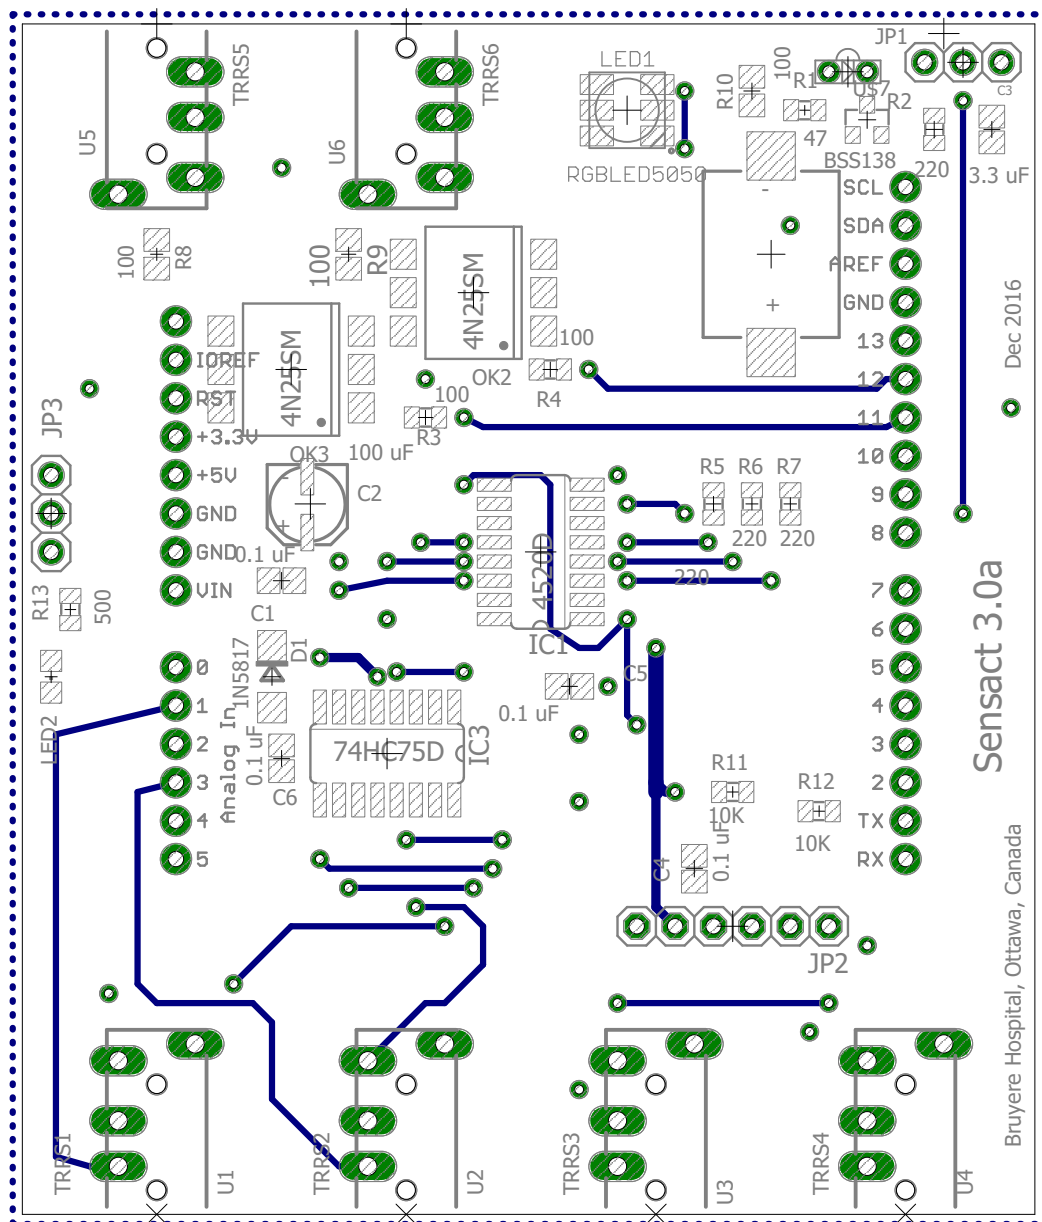 TRRS5
U5
TRRS6
U6
LED1
RGBLED5050
R10
100
R1
47
U$7
R2
BSS138
220
JP1
C3
3.3 uF
-
+
SCL
SDA
AREF
GND
13
12
11
10
9
8
7
6
5
4
3
2
TX
RX
Dec 2016
Sensact 3.0a
Bruyere Hospital, Ottawa, Canada
100
R8
100
R9
4N25SM
OK2
4N25SM
OK3
100
R4
100
R3
IOREF
RST
+3.3V
+5V
GND
GND
VIN
JP3
100 uF
C2
-
+
0.1 uF
C1
R13
500
LED2
1N5817
D1
4520D
IC1
R5
R6
R7
220
220
220
C5
0.1 uF
0
1
2
3
4
5
Analog In
0.1 uF
C6
74HC75D
IC3
R11
10K
R12
10K
C4
0.1 uF
JP2
TRRS1
U1
TRRS2
U2
TRRS3
U3
TRRS4
U4